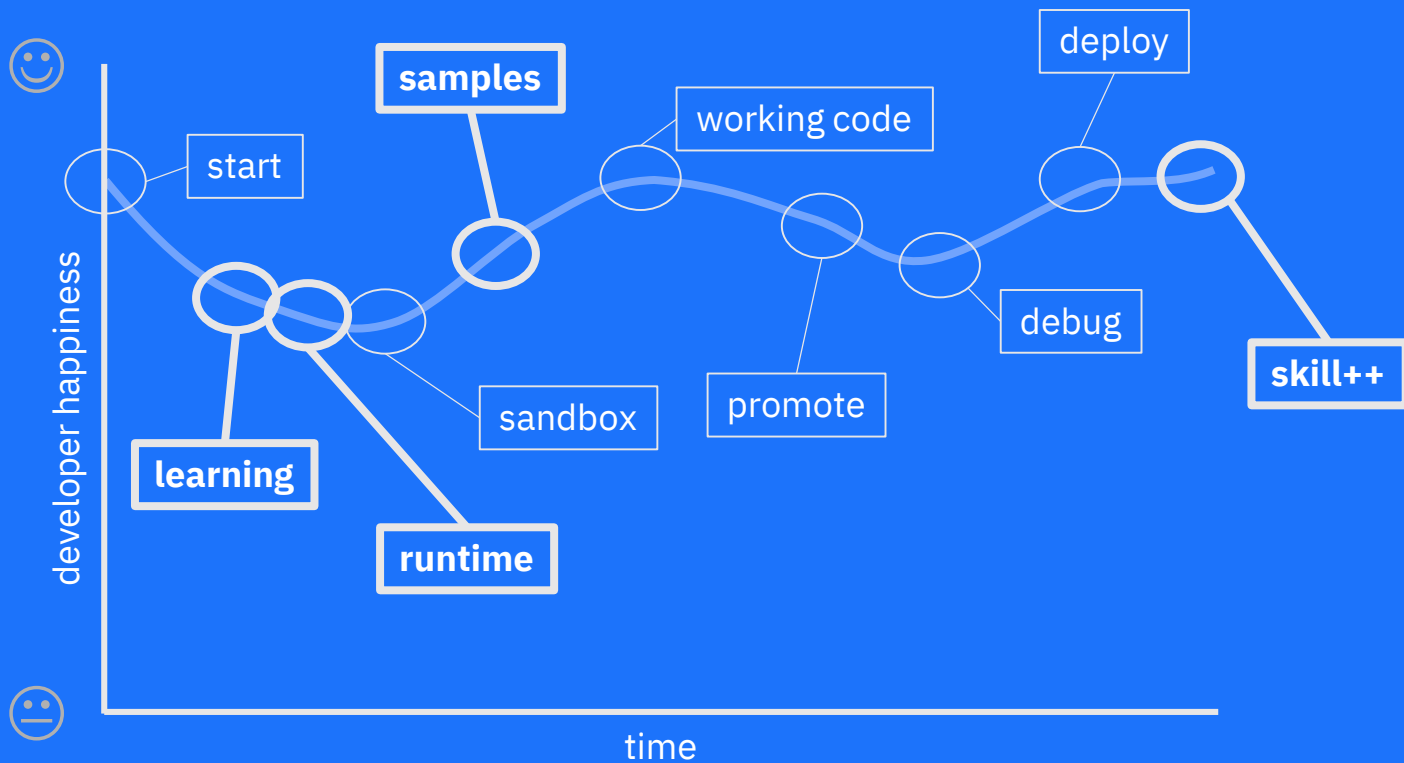 deploy
samples
working code
start
developer happiness
debug
skill++
promote
sandbox
learning
runtime
time